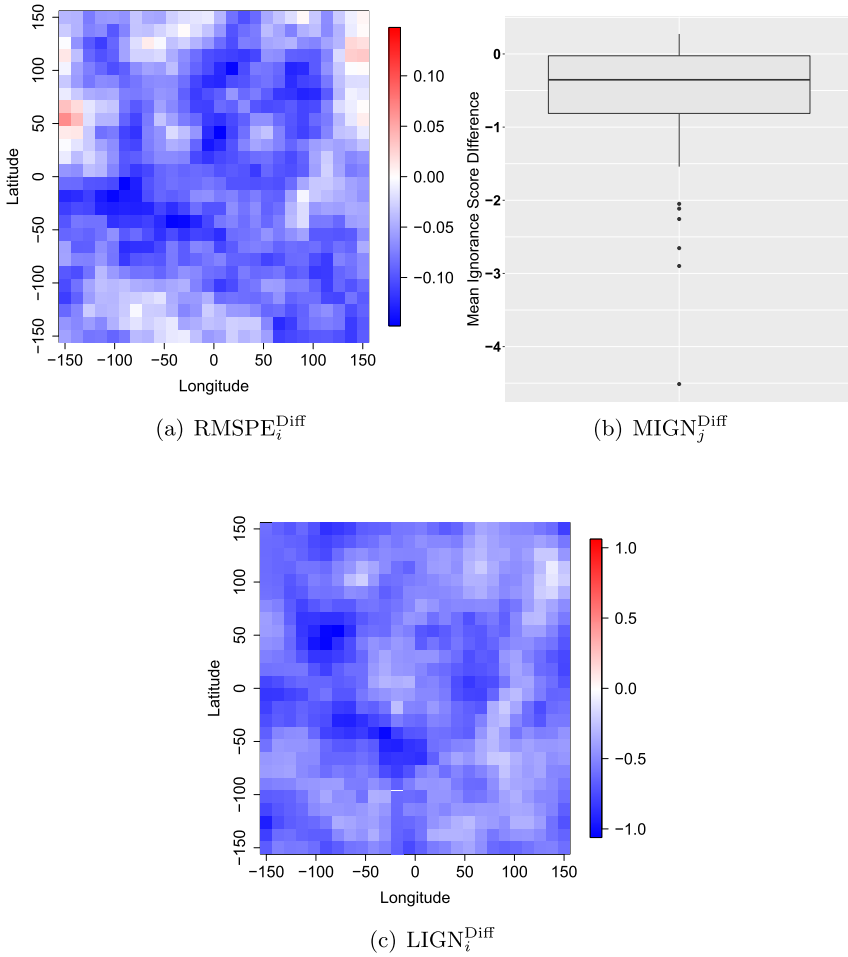 150
100
50
0
−50
−100
−150
Latitude
−150 −100 −50 0 50 100 150
Longitude
0.10
0.05
0.00
−0.05
−0.10
(a) RMSPE_i^Diff
0
−1
−2
−3
−4
Mean Ignorance Score DIfference
(b) MIGN_j^Diff
150
100
50
0
−50
−100
−150
Latitude
−150 −100 −50 0 50 100 150
Longitude
1.0
0.5
0.0
−0.5
−1.0
(c) LIGN_i^Diff